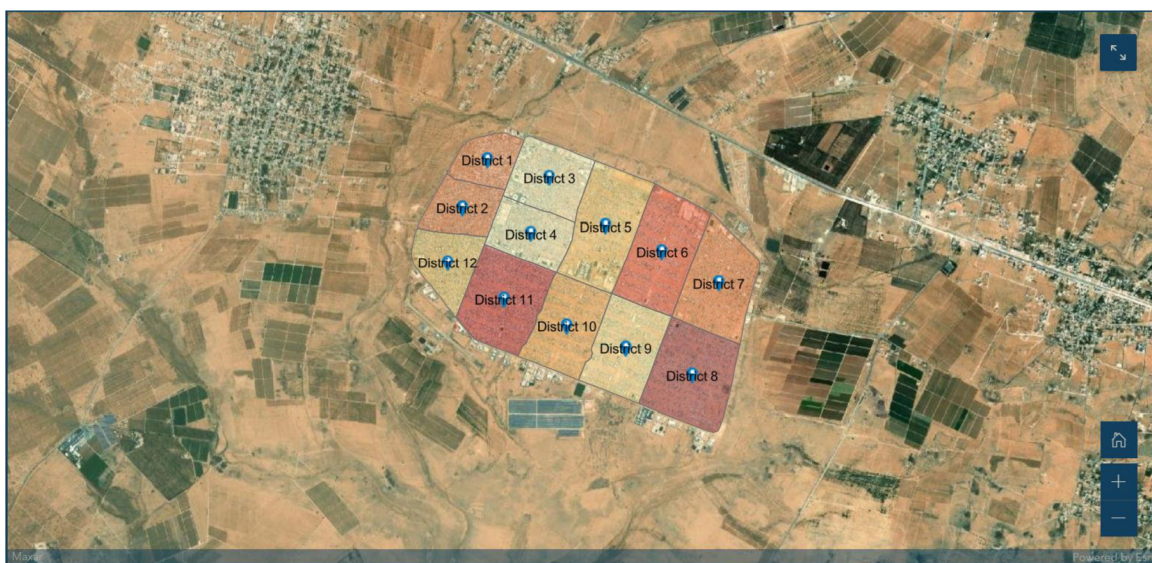 District 1
District 3
District 2
District 4
District 5
District 6
District 12
District 7
District 11
District 10
District 9
District 8
Maxar
Powered by Esri